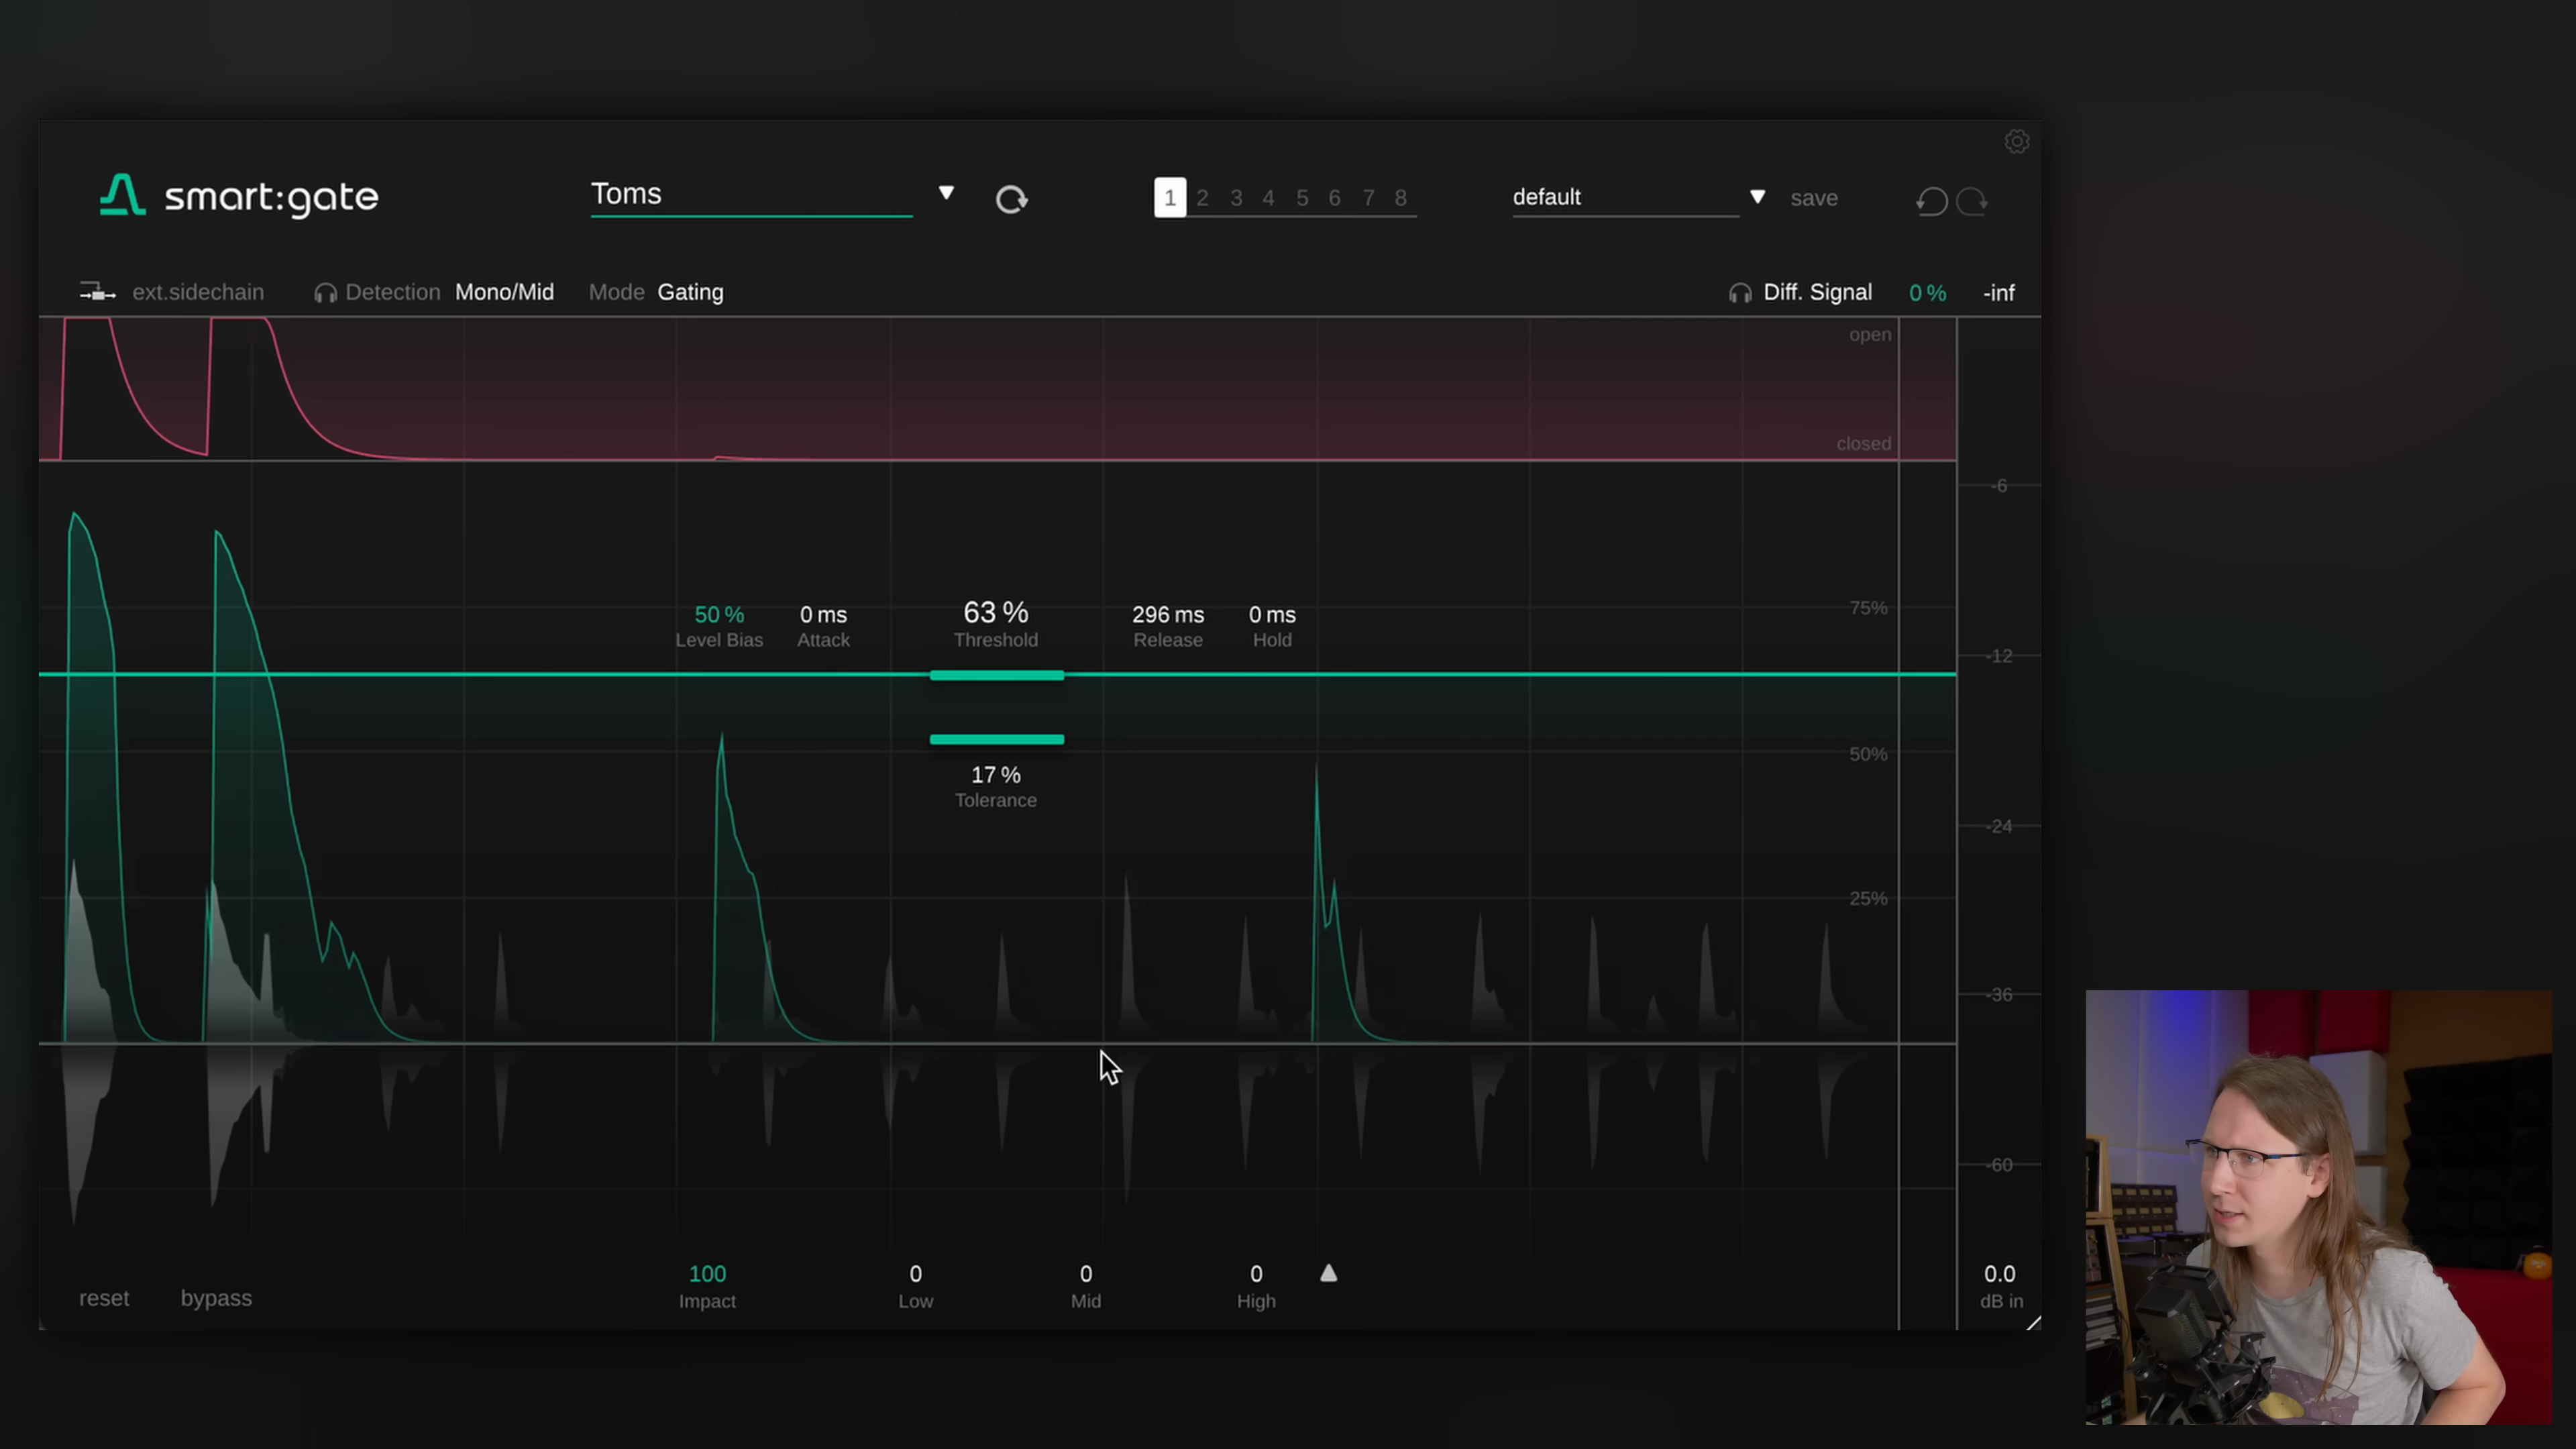 smart:gate
Toms
1 2 3 4 5 6 7 8
default
save
ext.sidechain
Detection Mono/Mid
Mode Gating
Diff. Signal 0 % -inf
open
closed
-6
50 % Level Bias
0 ms Attack
63 % Threshold
296 ms Release
0 ms Hold
75%
-12
50%
17 %
Tolerance
-24
25%
-36
-60
reset
bypass
100 Impact
0 Low
0 Mid
0 High
0.0
dB in